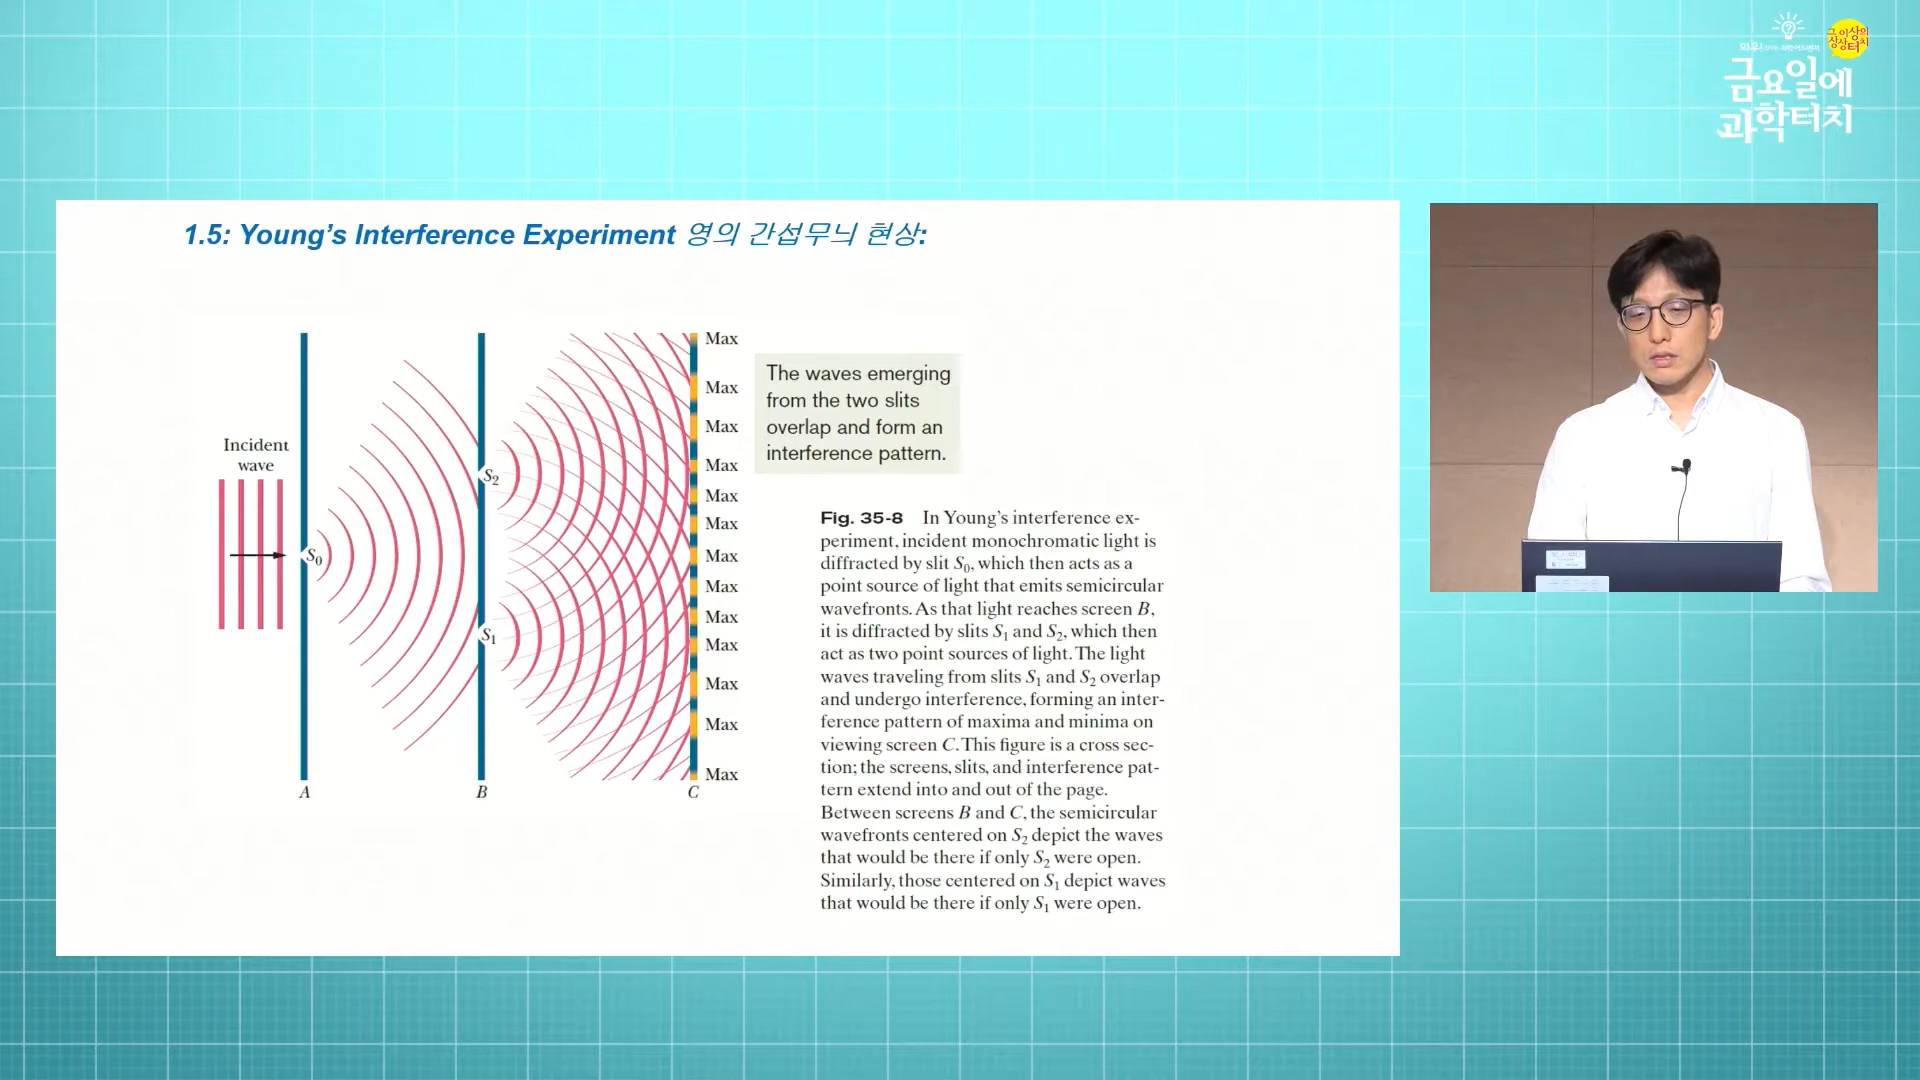 그 이상의
상상터치
금요일에
과학터치
1.5: Young's Interference Experiment 영의 간섭무늬 현상:
Incident
wave
S0
S2
S1
A
B
C
Max
Max
Max
Max
Max
Max
Max
Max
Max
Max
Max
Max
Max
The waves emerging
from the two slits
overlap and form an
interference pattern.
Fig. 35-8 In Young's interference ex-
periment, incident monochromatic light is
diffracted by slit S0, which then acts as a
point source of light that emits semicircular
wavefronts. As that light reaches screen B,
it is diffracted by slits S1 and S2, which then
act as two point sources of light. The light
waves traveling from slits S1 and S2 overlap
and undergo interference, forming an inter-
ference pattern of maxima and minima on
viewing screen C. This figure is a cross sec-
tion; the screens, slits, and interference pat-
tern extend into and out of the page.
Between screens B and C, the semicircular
wavefronts centered on S2 depict the waves
that would be there if only S2 were open.
Similarly, those centered on S1 depict waves
that would be there if only S1 were open.